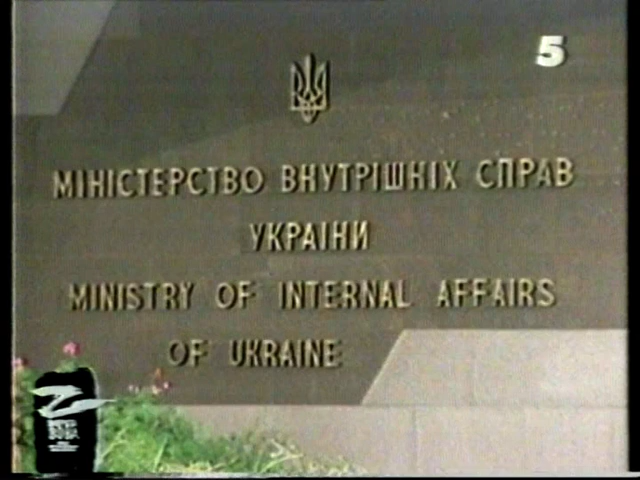 5
МІНІСТЕРСТВО ВНУТРІШНІХ СПРАВ
УКРАЇНИ
MINISTRY OF INTERNAL AFFAIRS
OF UKRAINE